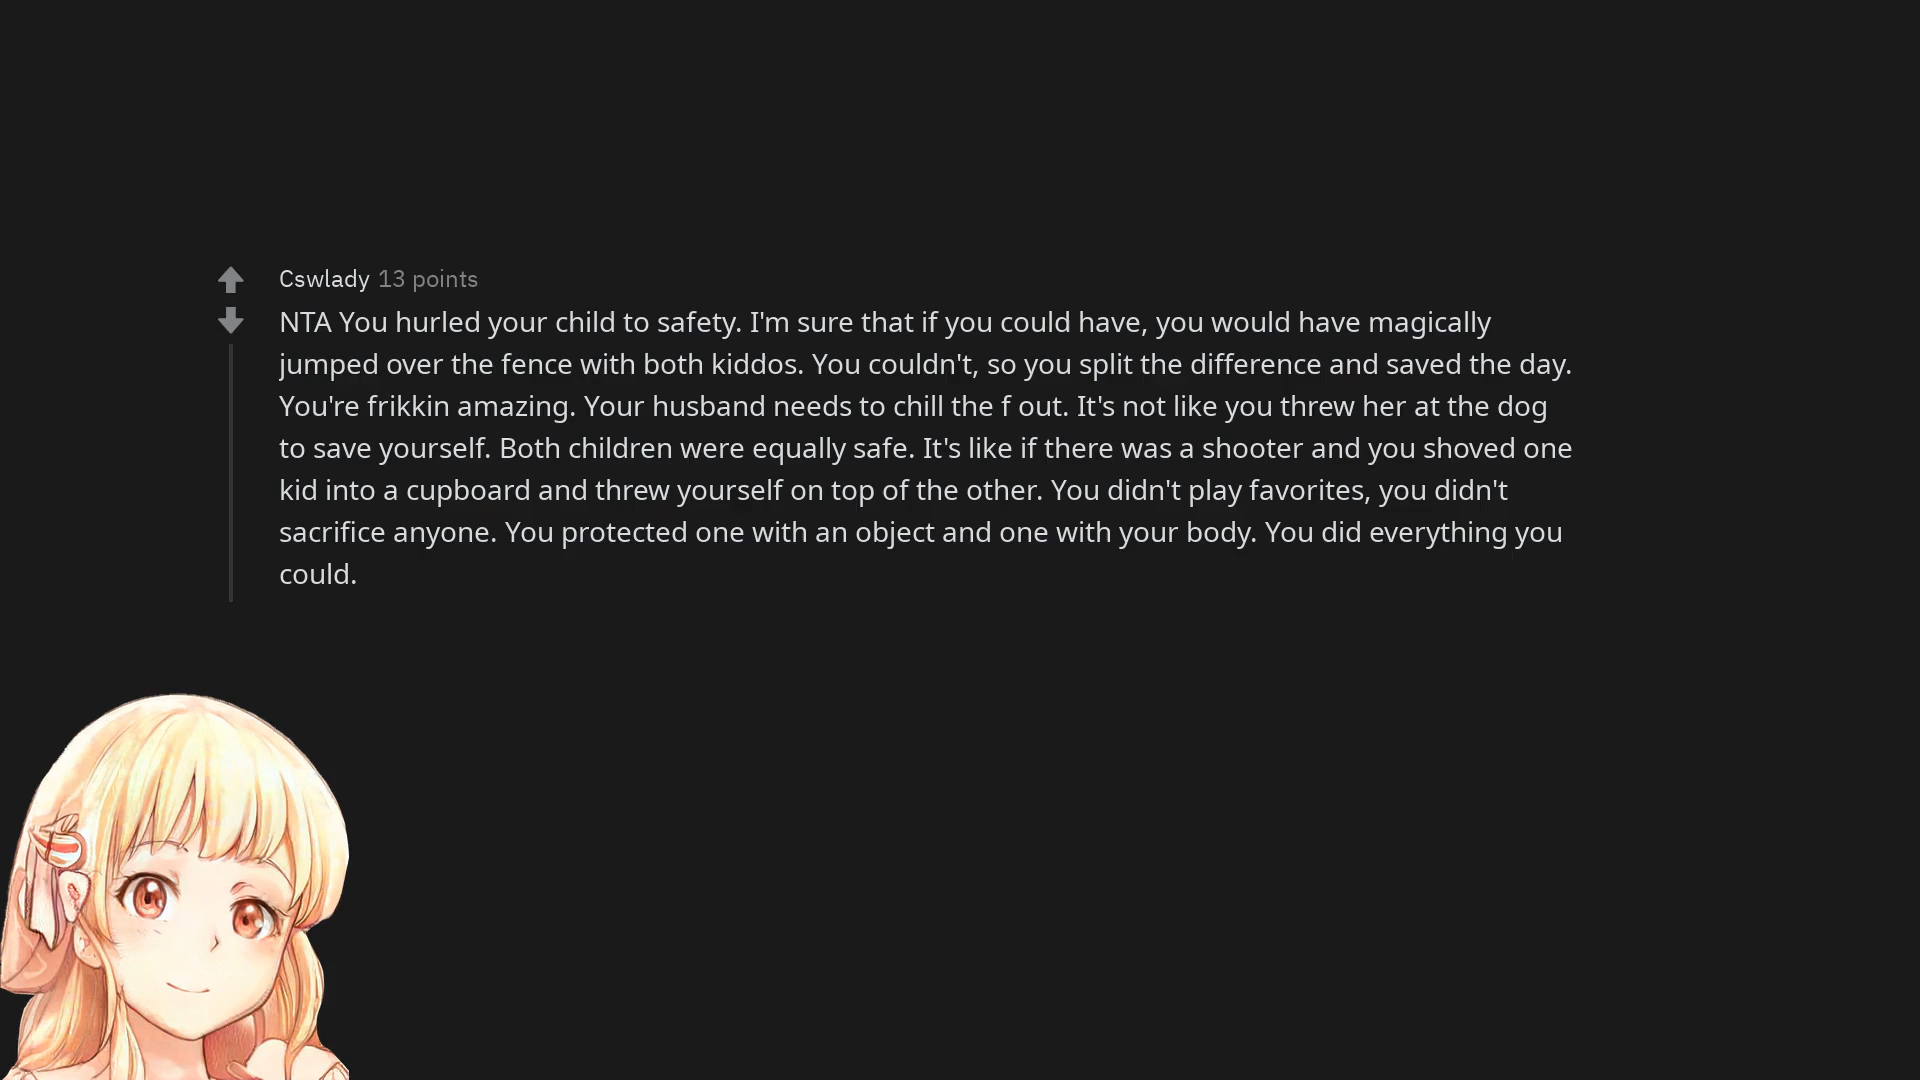 Cswlady 13 points
NTA You hurled your child to safety. I'm sure that if you could have, you would have magically
jumped over the fence with both kiddos. You couldn't, so you split the difference and saved the day.
You're frikkin amazing. Your husband needs to chill the f out. It's not like you threw her at the dog
to save yourself. Both children were equally safe. It's like if there was a shooter and you shoved one
kid into a cupboard and threw yourself on top of the other. You didn't play favorites, you didn't
sacrifice anyone. You protected one with an object and one with your body. You did everything you
could.